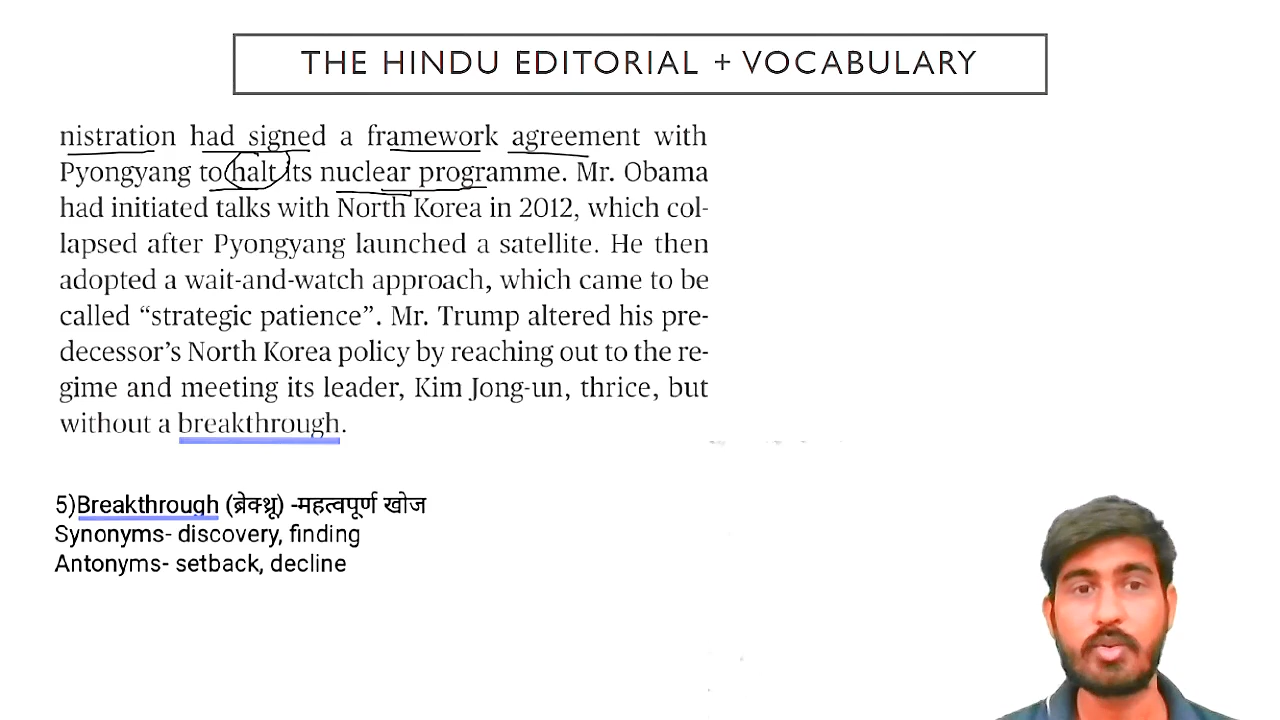 THE HINDU EDITORIAL + VOCABULARY
nistration had signed a framework agreement with
Pyongyang to halt its nuclear programme. Mr. Obama
had initiated talks with North Korea in 2012, which col-
lapsed after Pyongyang launched a satellite. He then
adopted a wait-and-watch approach, which came to be
called “strategic patience”. Mr. Trump altered his pre-
decessor’s North Korea policy by reaching out to the re-
gime and meeting its leader, Kim Jong-un, thrice, but
without a breakthrough.
5)Breakthrough (ब्रेक्थ्रू) -महत्वपूर्ण खोज
Synonyms- discovery, finding
Antonyms- setback, decline